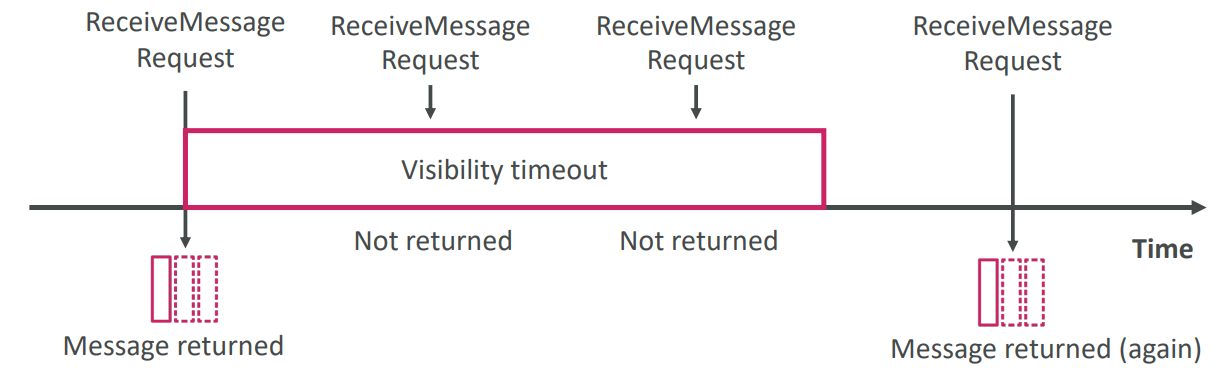 ReceiveMessage
Request
ReceiveMessage
Request
ReceiveMessage
Request
ReceiveMessage
Request
Visibility timeout
Not returned
Not returned
Time
Message returned
Message returned (again)